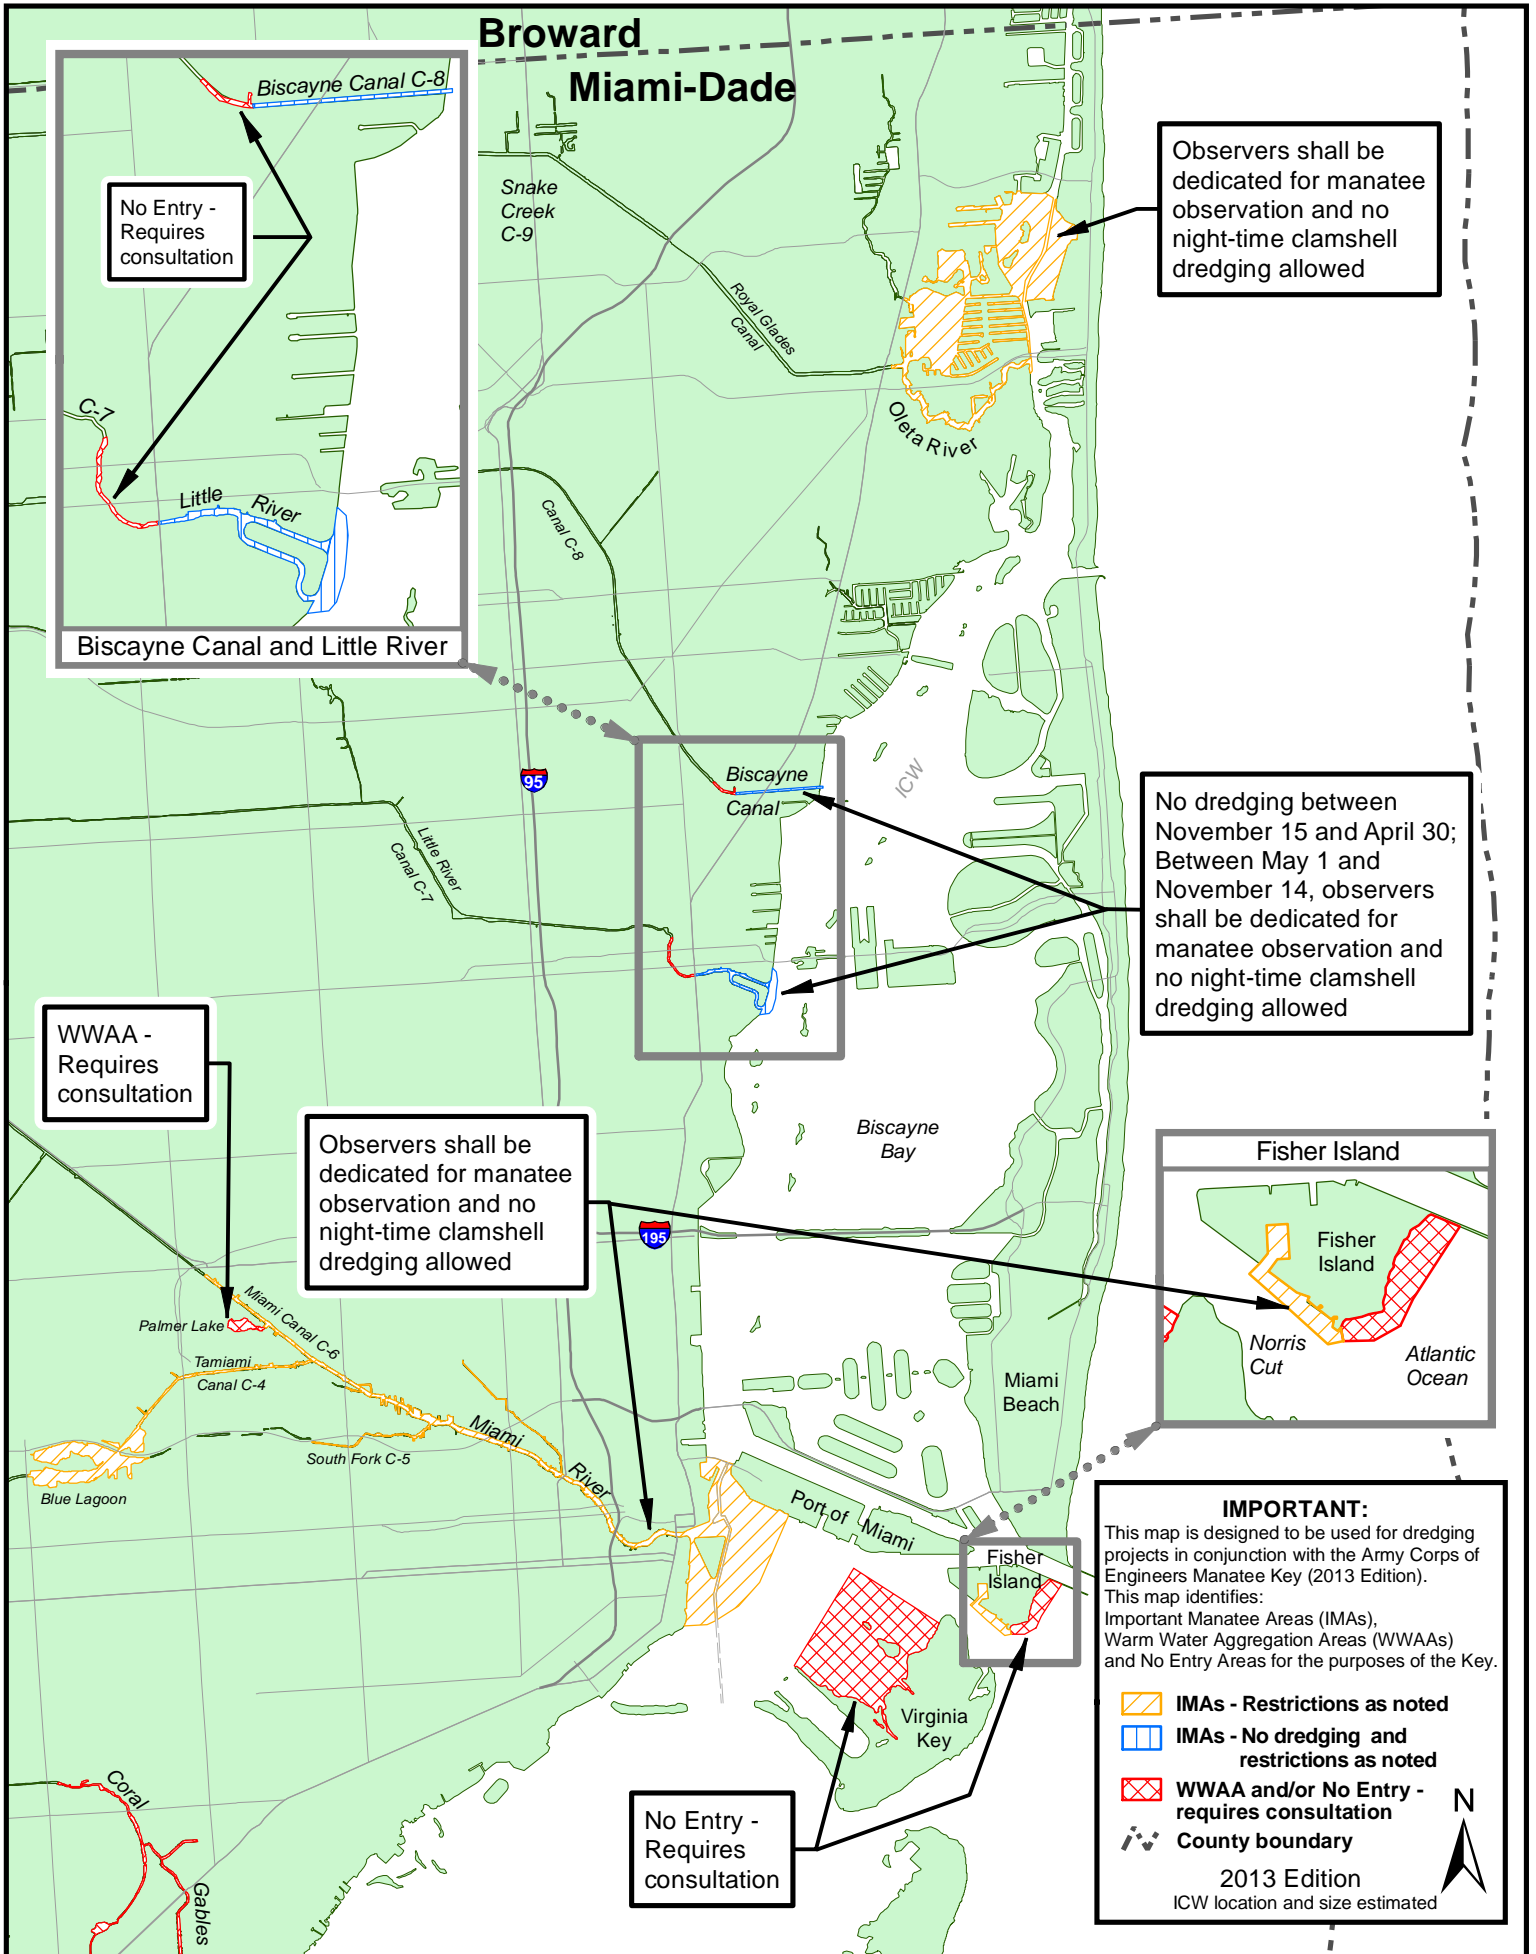 Broward
Miami-Dade
Biscayne Canal C-8
No Entry -
Requires
consultation
C-7
Little River
Biscayne Canal and Little River
Snake
Creek
C-9
Royal Glades
Canal
Oleta River
Observers shall be
dedicated for manatee
observation and no
night-time clamshell
dredging allowed
Canal C-8
95
Biscayne
Canal
ICW
Little River
Canal C-7
No dredging between
November 15 and April 30;
Between May 1 and
November 14, observers
shall be dedicated for
manatee observation and
no night-time clamshell
dredging allowed
WWAA -
Requires
consultation
Observers shall be
dedicated for manatee
observation and no
night-time clamshell
dredging allowed
195
Biscayne
Bay
Fisher Island
Fisher
Island
Norris
Cut
Atlantic
Ocean
Palmer Lake
Miami Canal C-6
Tamiami
Canal C-4
South Fork C-5
Blue Lagoon
Miami River
Miami
Beach
Port of Miami
Fisher
Island
Virginia
Key
No Entry -
Requires
consultation
Coral Gables
IMPORTANT:
This map is designed to be used for dredging
projects in conjunction with the Army Corps of
Engineers Manatee Key (2013 Edition).
This map identifies:
Important Manatee Areas (IMAs),
Warm Water Aggregation Areas (WWAAs)
and No Entry Areas for the purposes of the Key.
IMAs - Restrictions as noted
IMAs - No dredging and
restrictions as noted
WWAA and/or No Entry -
requires consultation
County boundary
N
2013 Edition
ICW location and size estimated